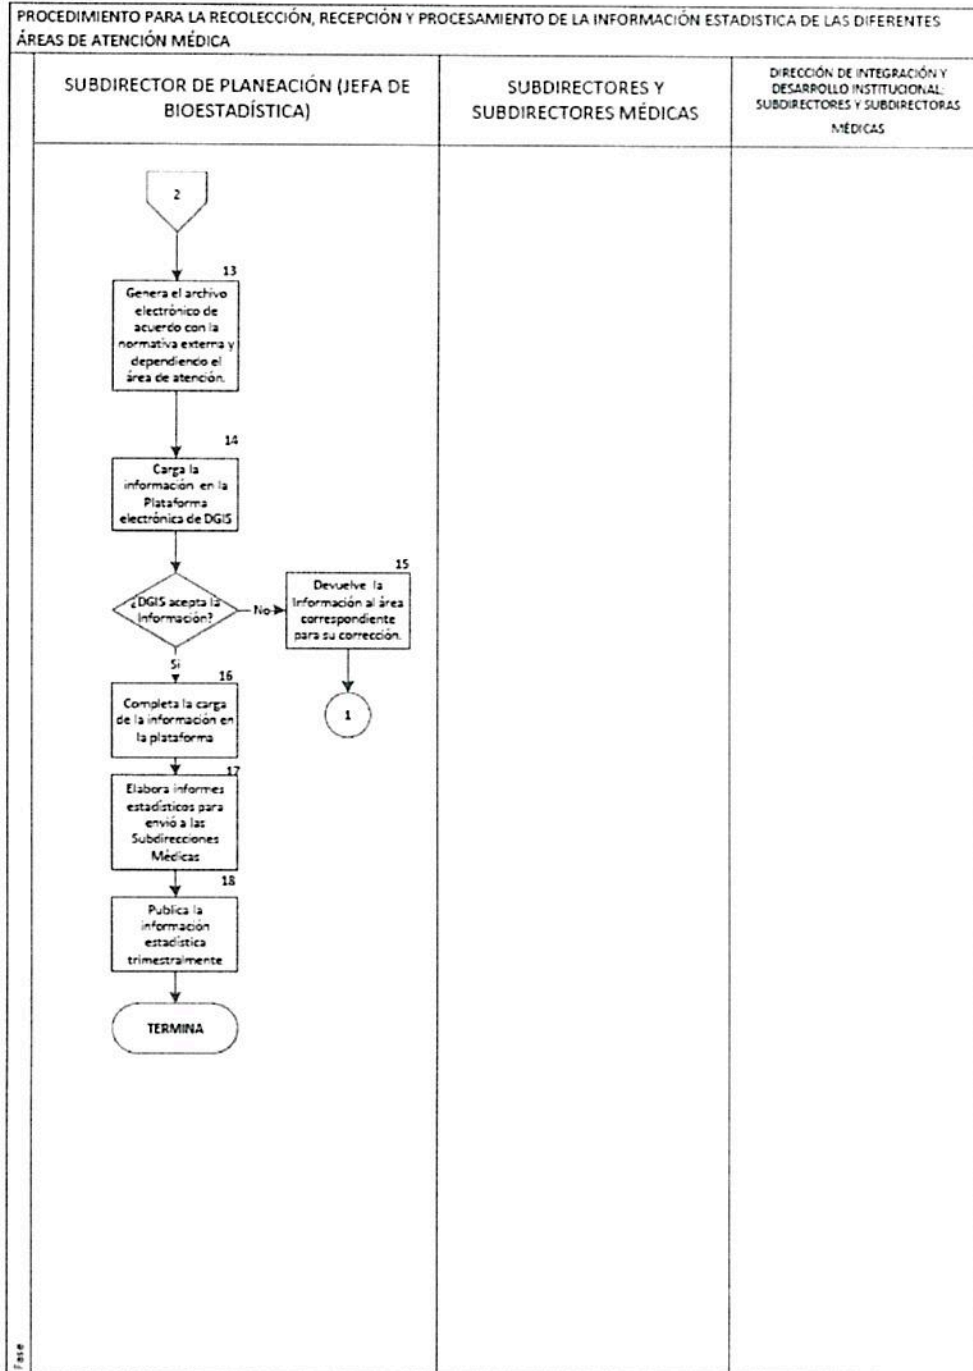 PROCEDIMIENTO PARA LA RECOLECCIÓN, RECEPCIÓN Y PROCESAMIENTO DE LA INFORMACIÓN ESTADISTICA DE LAS DIFERENTES
ÁREAS DE ATENCIÓN MÉDICA
SUBDIRECTOR DE PLANEACIÓN (JEFA DE
BIOESTADÍSTICA)
SUBDIRECTORES Y
SUBDIRECTORES MÉDICAS
DIRECCIÓN DE INTEGRACIÓN Y
DESARROLLO INSTITUCIONAL;
SUBDIRECTORES Y SUBDIRECTORAS
MÉDICAS
2
13
Genera el archivo
electrónico de
acuerdo con la
normativa externa y
dependiendo el
área de atención.
14
Carga la
información en la
Plataforma
electrónica de DGIS
¿DGIS acepta la
Información?
No
15
Devuelve la
Información al área
correspondiente
para su corrección.
1
Si
16
Completa la carga
de la información en
la plataforma
17
Elabora informes
estadísticos para
envió a las
Subdirecciones
Médicas
18
Publica la
información
estadística
trimestralmente
TERMINA
Fase